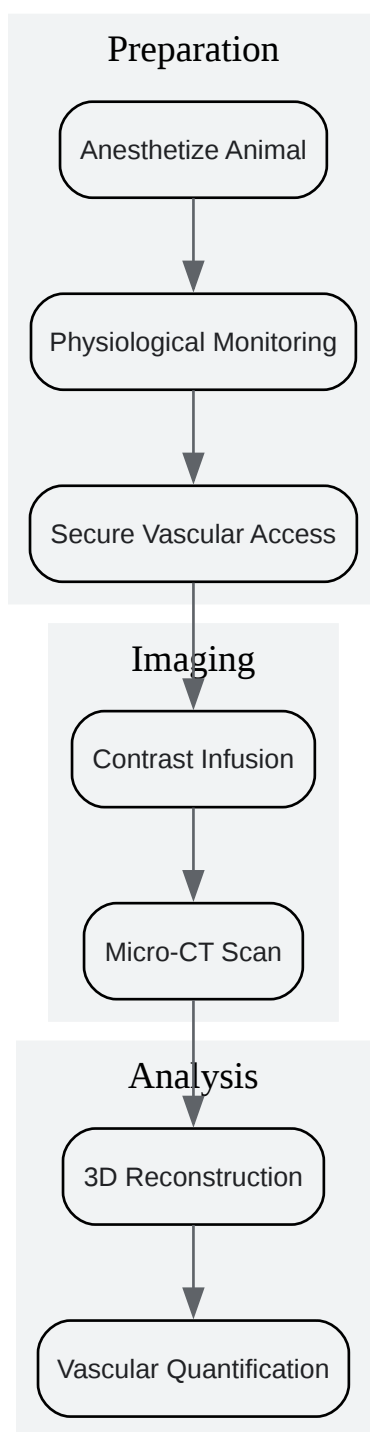 Preparation
Anesthetize Animal
Physiological Monitoring
Secure Vascular Access
Imaging
Contrast Infusion
Micro-CT Scan
Analysis
3D Reconstruction
Vascular Quantification